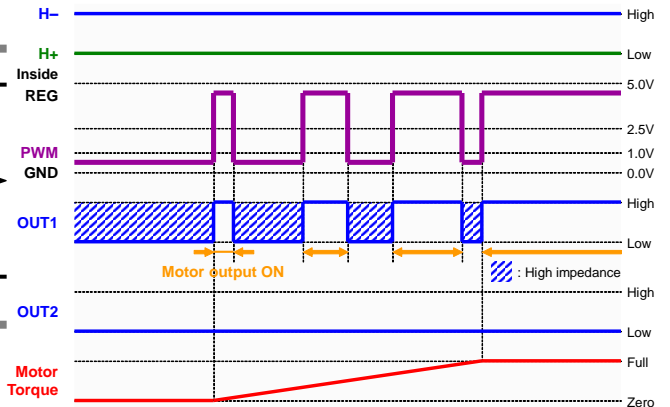 H–
High
H+
Low
Inside
REG
5.0V
2.5V
PWM
1.0V
GND
0.0V
High
OUT1
Low
Motor output ON
: High impedance
High
OUT2
Low
Full
Motor
Torque
Zero